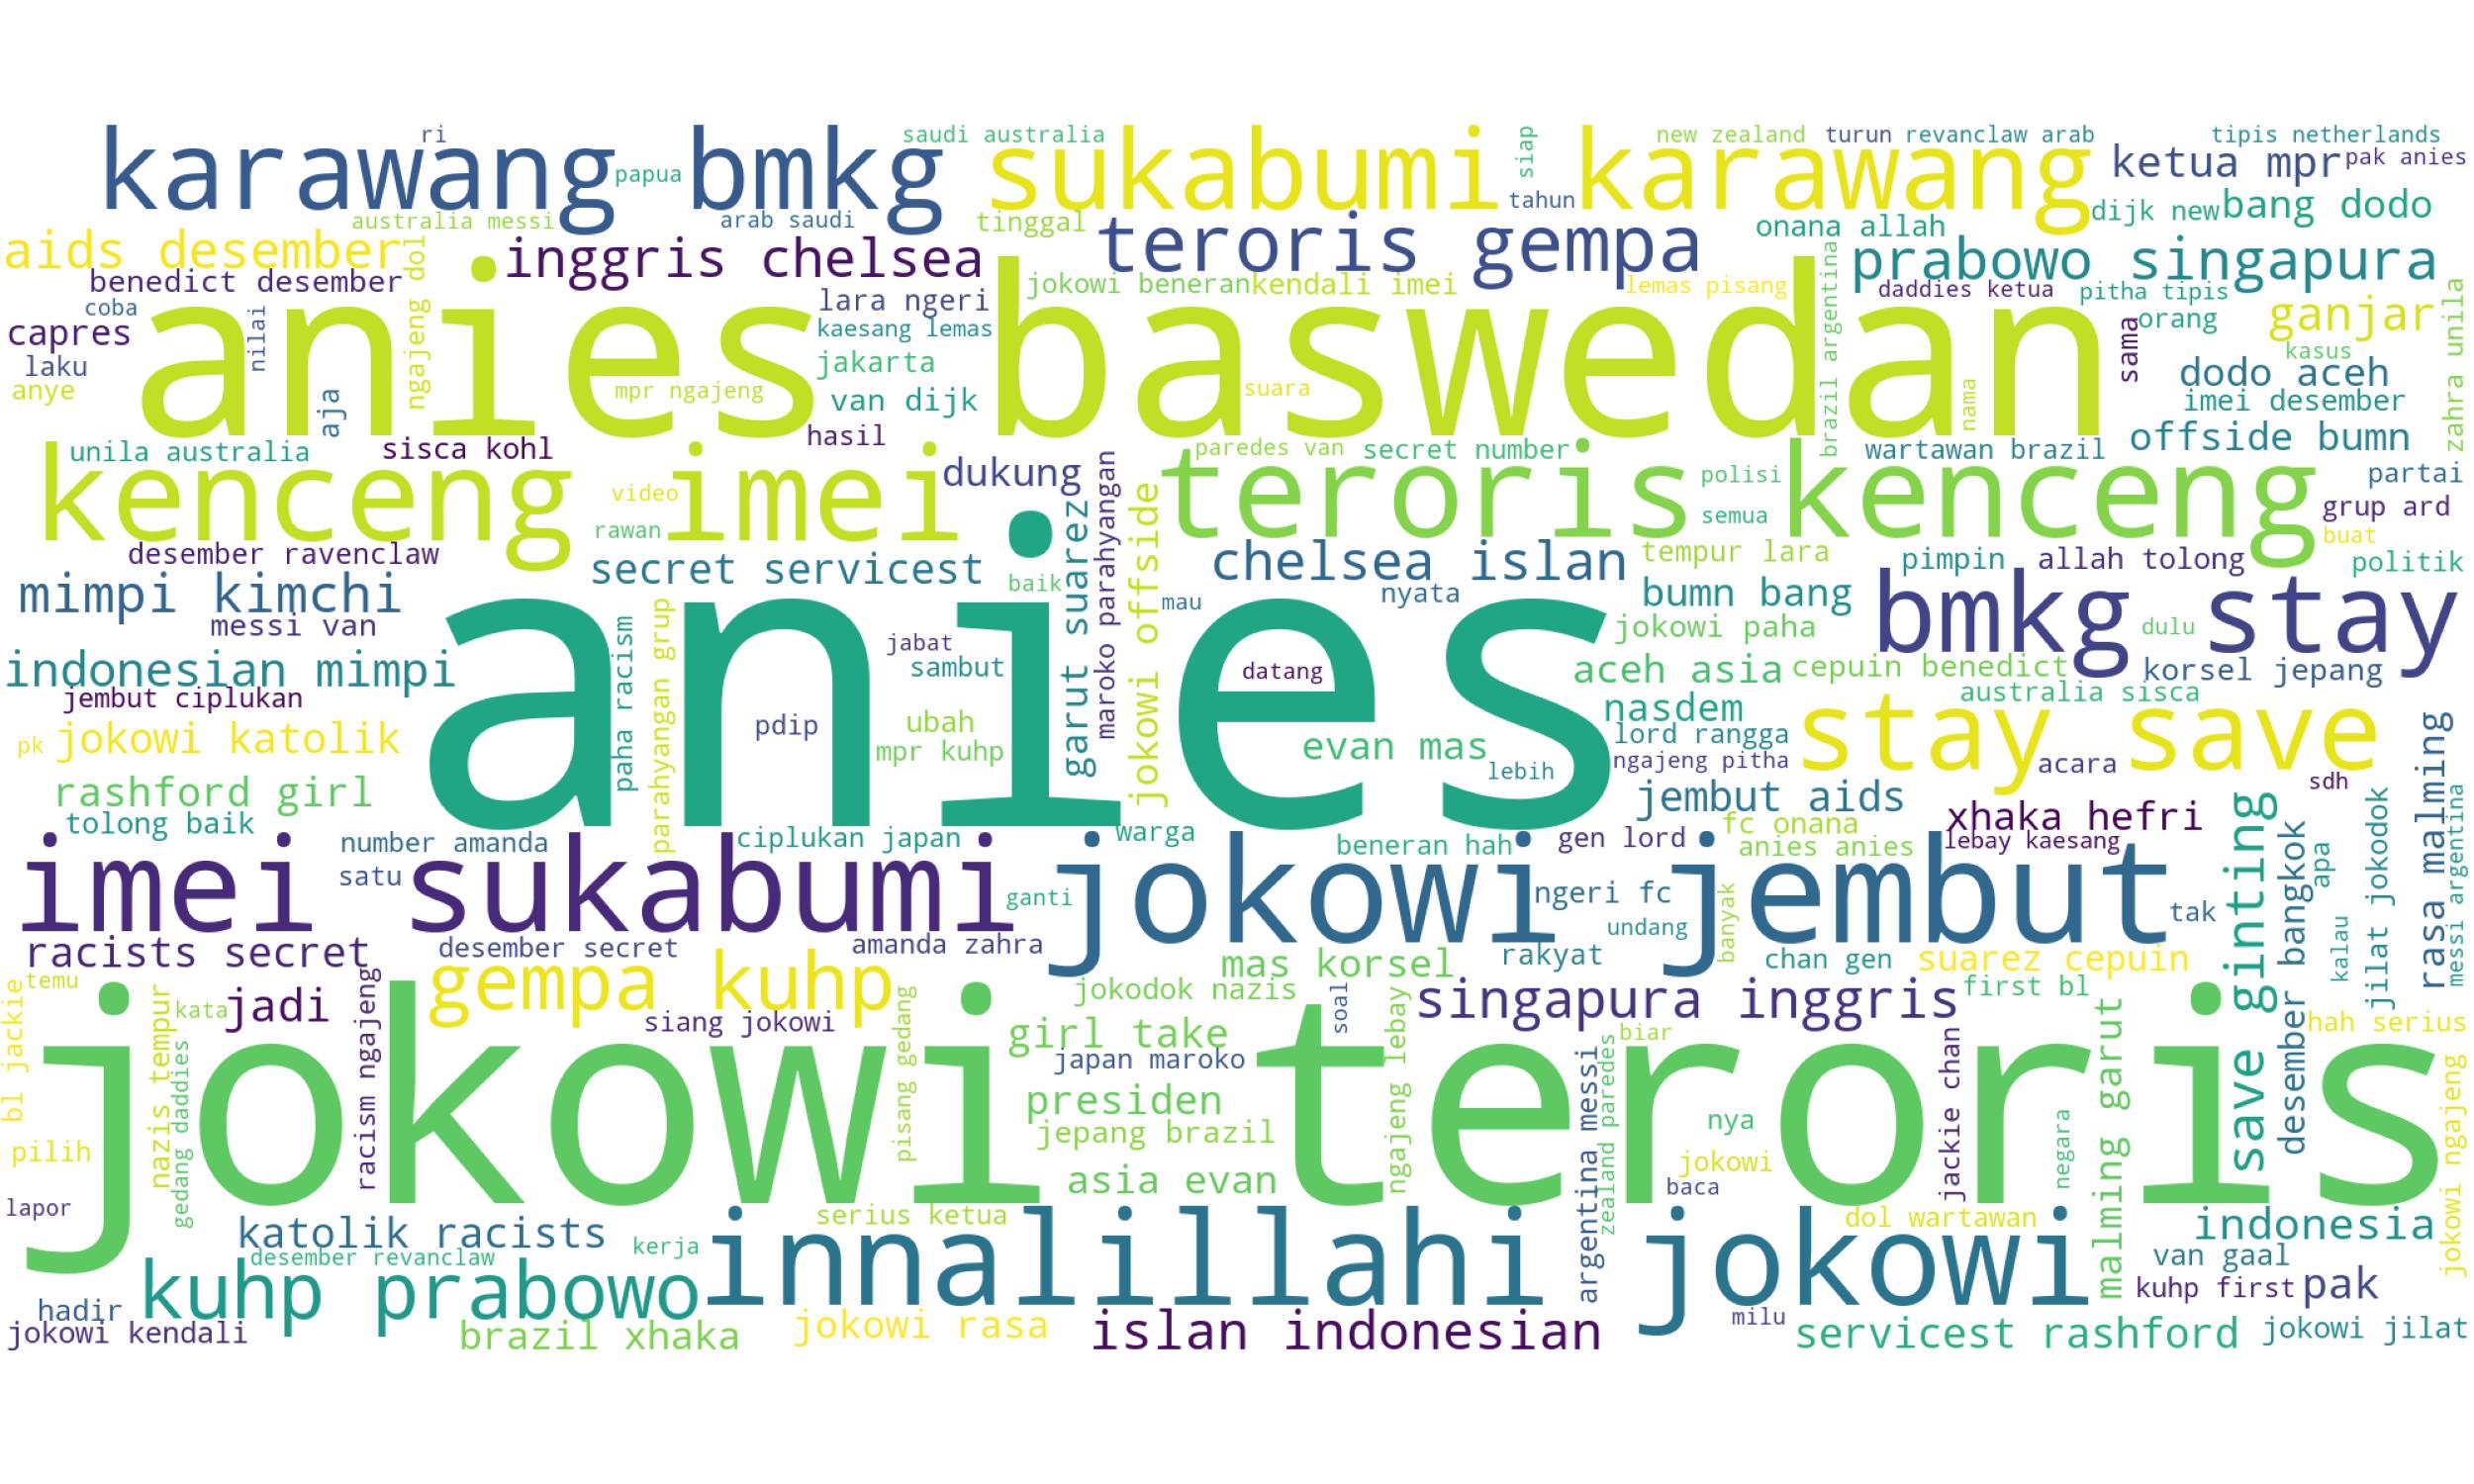 ri
saudi australia
siap
new zealand
turun
revanclaw arab
tipis netherlands
karawang bmkg
papua
sukabumi karawang
ketua mpr
pak anies
tahun
australia messi
arab saudi
tinggal
dijk new
bang dodo
aids desember
inggris chelsea
teroris gempa
onana allah
prabowo singapura
benedict desember
ngajeng dol
jokowi beneran
kendali imei
lemas pisang
brazil argentina
daddies ketua
pitha tipis
coba
nilai
lara ngeri
orang
ganjar
zahra unila
capres
anies baswedan
kaesang lemas
sama
kasus
laku
jakarta
dodo aceh
anye
aja
mpr ngajeng
van dijk
suara
nama
imei desember
hasil
offside bumn
unila australia
sisca kohl
paredes van
secret number
wartawan brazil
kenceng imei
dukung
teroris kenceng
polisi
partai
video
maroko parahyangan
grup ard
rawan
garut suarez
jokowi offside
semua
buat
desember ravenclaw
secret servicest
chelsea islan
tempur lara
pimpin
allah tolong
politik
mimpi kimchi
baik
nyata
bumn bang
bmkg stay
messi van
anies
mau
jokowi paha
dulu
paha racism
parahyangan grup
jabat
indonesian mimpi
sambut
datang
aceh asia
cepuin benedict
korsel jepang
jembut ciplukan
australia sisca
pdip
ubah
nasdem
stay save
rasa malming
pk
jokowi katolik
mpr kuhp
evan mas
lord rangga
ngajeng pitha
acara
lebih
sdh
rashford girl
jembut aids
save ginting
jilat jokodok
messi argentina
tolong baik
xhaka hefri
fc onana
number amanda
ciplukan japan
warga
beneran hah
gen lord
anies anies
lebay kaesang
desember bangkok
apa
imei sukabumi
satu
jokowi jembut
ganti
ngeri fc
banyak
tak
undang
kalau
racists secret
desember secret
amanda zahra
rakyat
chan gen
suarez cepuin
temu
gempa kuhp
mas korsel
bl jackie
nazis tempur
kata
jadi
racism ngajeng
pisang gedang
jokodok nazis
soal
ngajeng lebay
singapura inggris
first bl
siang jokowi
girl take
biar
malming garut
hah serius
jokowi teroris
gedang daddies
japan maroko
argentina messi
zealand paredes
jackie chan
jokowi ngajeng
presiden
nya
negara
pilih
jepang brazil
jokowi
asia evan
baca
lapor
katolik racists
serius ketua
innalillahi jokowi
dol wartawan
indonesia
desember revanclaw
kerja
van gaal
kuhp prabowo
kuhp first
pak
hadir
milu
jokowi kendali
brazil xhaka
jokowi rasa
islan indonesian
servicest rashford
jokowi jilat